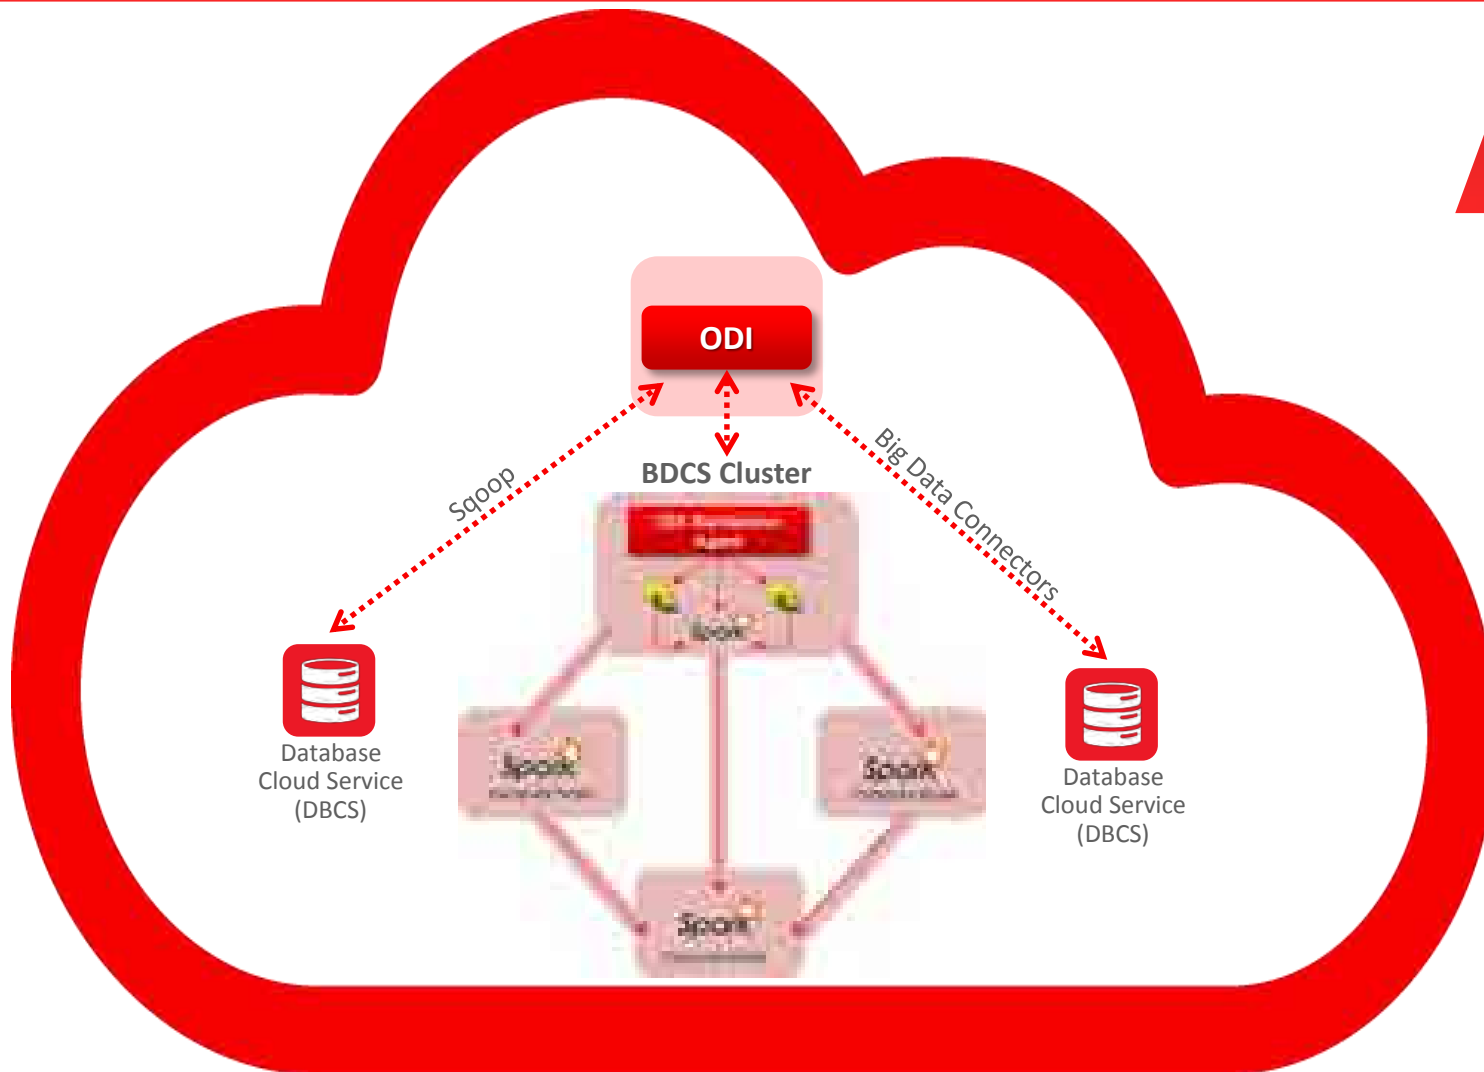 ODI
Sqoop
Big Data Connectors
BDCS Cluster
Agent
Spark
Database
Cloud Service
(DBCS)
Spark
Spark
Database
Cloud Service
(DBCS)
Spark